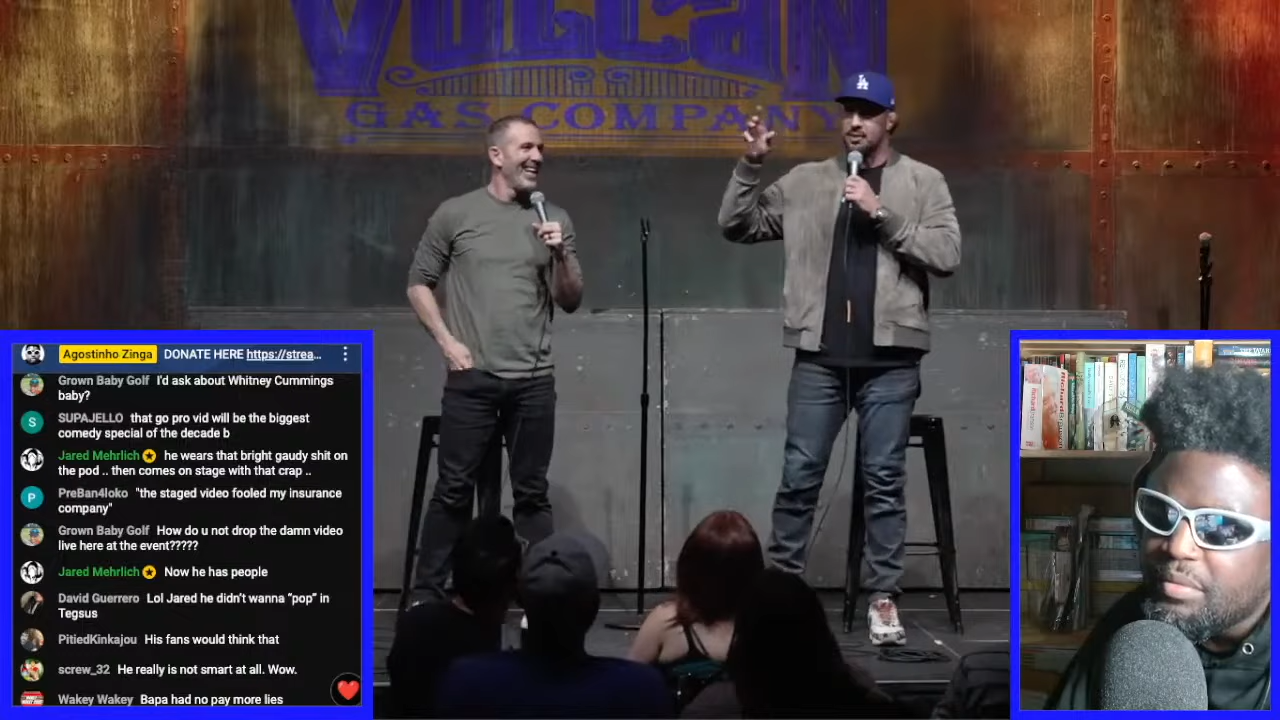 VULCAN
GAS COMPANY
LA
Agostinho Zinga DONATE HERE https://strea...
Grown Baby Golf I'd ask about Whitney Cummings
baby?
S SUPAJELLO that go pro vid will be the biggest
comedy special of the decade b
Jared Mehrlich he wears that bright gaudy shit on
the pod .. then comes on stage with that crap ..
P PreBan4loko "the staged video fooled my insurance
company"
Grown Baby Golf How do u not drop the damn video
live here at the event?????
Jared Mehrlich Now he has people
David Guerrero Lol Jared he didn't wanna "pop" in
Tegsus
PitiedKinkajou His fans would think that
screw_32 He really is not smart at all. Wow.
Wakey Wakey Bapa had no pay more lies